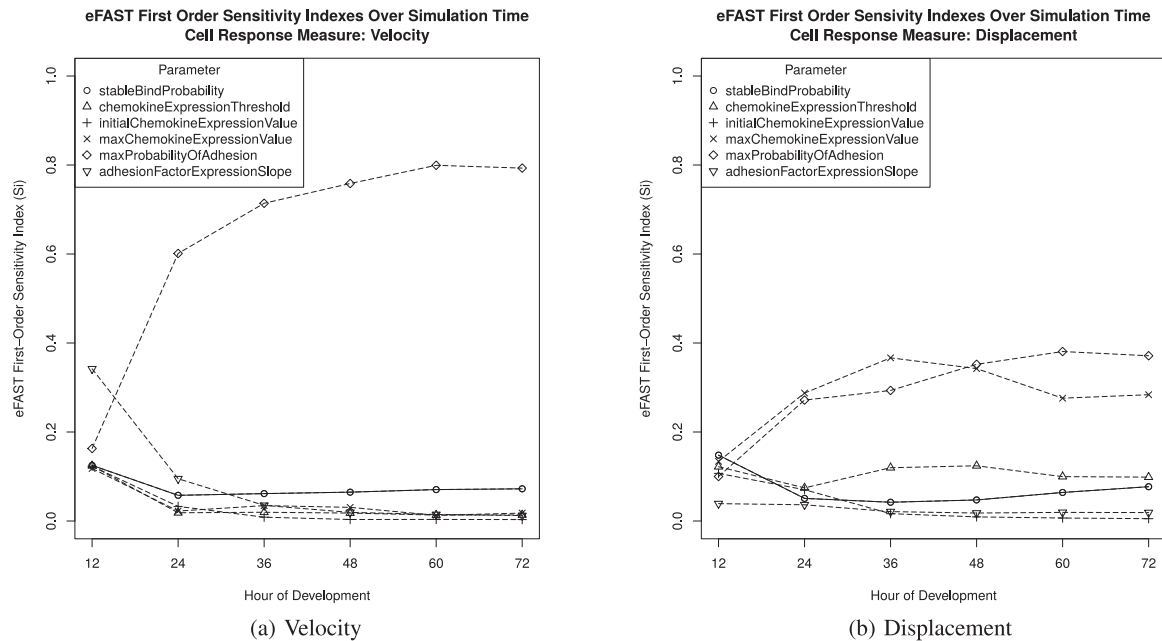 eFAST First Order Sensitivity Indexes Over Simulation Time
Cell Response Measure: Velocity
Parameter
stableBindProbability
chemokineExpressionThreshold
initialChemokineExpressionValue
maxChemokineExpressionValue
maxProbabilityOfAdhesion
adhesionFactorExpressionSlope
eFAST First-Order Sensitivity Index (Si)
1.0
0.8
0.6
0.4
0.2
0.0
12 24 36 48 60 72
Hour of Development
(a) Velocity
eFAST First Order Sensivity Indexes Over Simulation Time
Cell Response Measure: Displacement
Parameter
stableBindProbability
chemokineExpressionThreshold
initialChemokineExpressionValue
maxChemokineExpressionValue
maxProbabilityOfAdhesion
adhesionFactorExpressionSlope
eFAST First-Order Sensitivity Index (Si)
1.0
0.8
0.6
0.4
0.2
0.0
12 24 36 48 60 72
Hour of Development
(b) Displacement